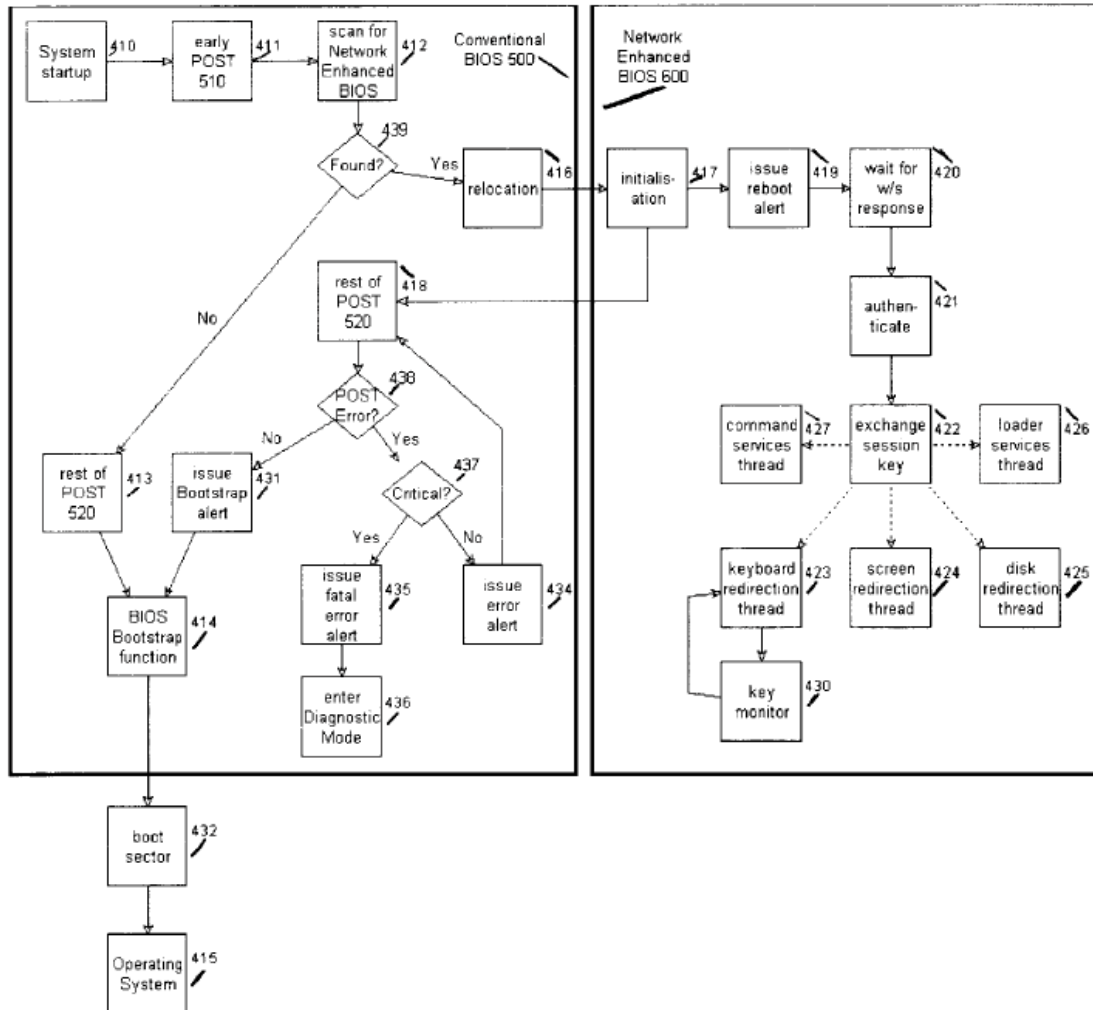 System
startup
410
early
POST
510
411
scan for
Network
Enhanced
BIOS
412
Conventional
BIOS 500
Network
Enhanced
BIOS 600
439
Found?
Yes
No
relocation
416
initialis-
ation
417
issue
reboot
alert
419
wait for
w/s
response
420
rest of
POST
520
418
authen-
ticate
421
POST
Error?
438
No
Yes
command
services
thread
427
exchange
session
key
422
loader
services
thread
426
rest of
POST
520
413
issue
Bootstrap
alert
431
Critical?
437
Yes
No
issue
fatal
error
alert
435
issue
error
alert
434
keyboard
redirection
thread
423
screen
redirection
thread
424
disk
redirection
thread
425
BIOS
Bootstrap
function
414
enter
Diagnostic
Mode
436
key
monitor
430
boot
sector
432
Operating
System
415